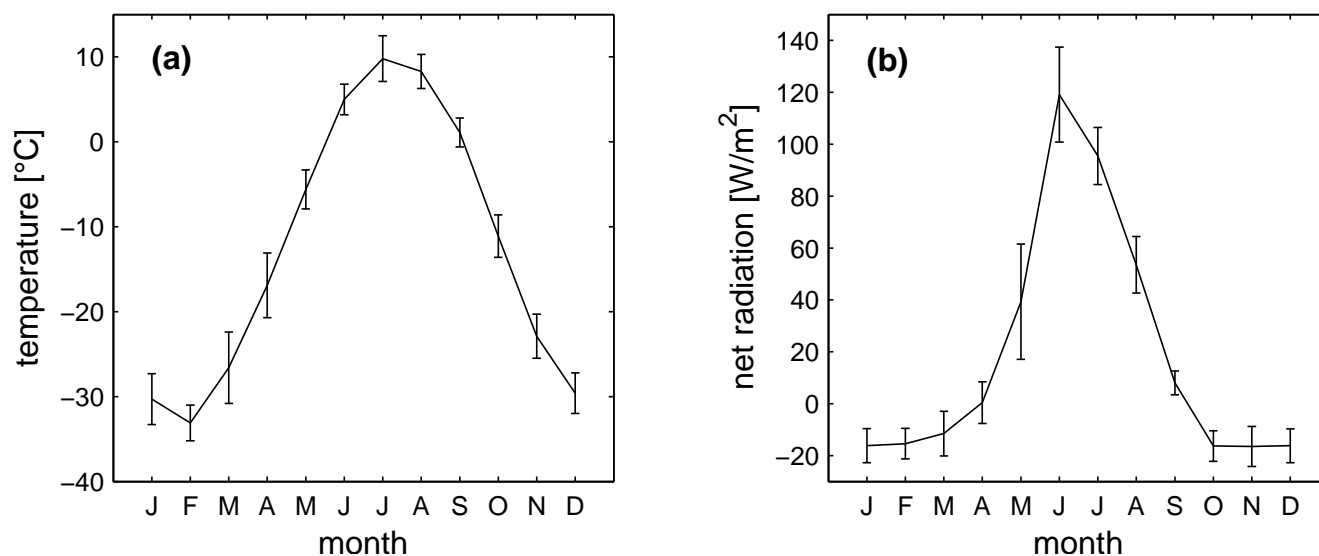 (a)
temperature [°C]
10
0
−10
−20
−30
−40
J F M A M J J A S O N D
month
(b)
net radiation [W/m²]
140
120
100
80
60
40
20
0
−20
J F M A M J J A S O N D
month